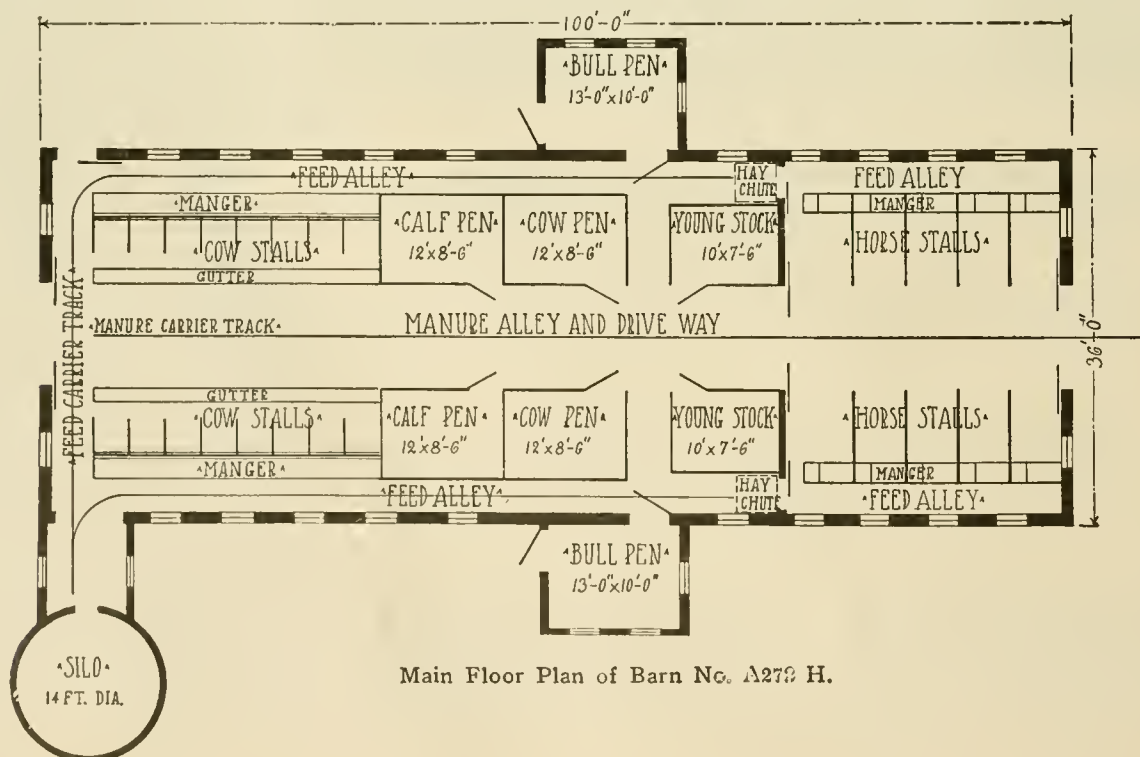 100'-0"
BULL PEN
13'-0"x10'-0"
FEED ALLEY
HAY
CHUTE
FEED ALLEY
MANGER
MANGER
CALF PEN
12'x8'-6"
COW PEN
12'x8'-6"
YOUNG STOCK
10'x7'-6"
COW STALLS
HORSE STALLS
GUTTER
FEED CARRIER TRACK
MANURE CARRIER TRACK
MANURE ALLEY AND DRIVE WAY
36'-0"
GUTTER
COW STALLS
CALF PEN
12'x8'-6"
COW PEN
12'x8'-6"
YOUNG STOCK
10'x7'-6"
HORSE STALLS
MANGER
MANGER
FEED ALLEY
HAY
CHUTE
FEED ALLEY
BULL PEN
13'-0"x10'-0"
SILO
14 FT. DIA.
Main Floor Plan of Barn No. H.